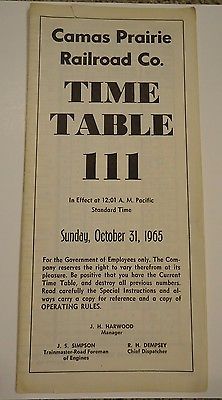 Camas Prairie
Railroad Co.
TIME
TABLE
111
In Effect at 12:01 A. M. Pacific
Standard Time
Sunday, October 31, 1965
For the Government of Employees only. The Com-
pany reserves the right to vary therefrom at its
pleasure. Be positive that you have the Current
Time Table, and destroy all previous numbers.
Read carefully the Special Instructions and al-
ways carry a copy for reference and a copy of
OPERATING RULES.
J. H. HARWOOD
Manager
J. S. SIMPSON
Trainmaster-Road Foreman
of Engines
R. H. DEMPSEY
Chief Dispatcher